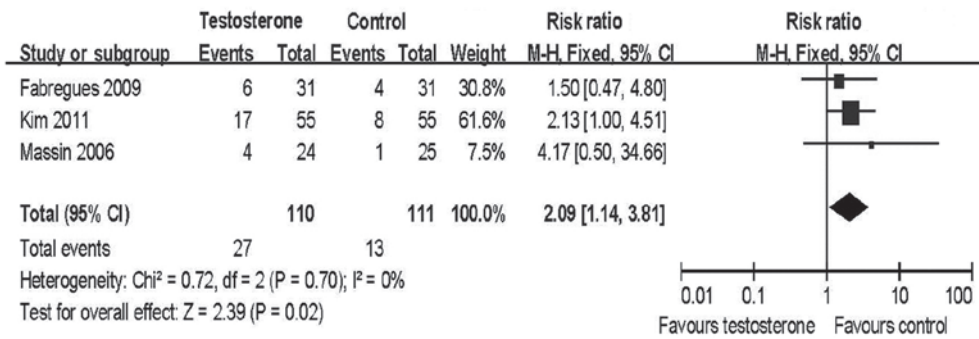 Testosterone Control Risk ratio Risk ratio
Study or subgroup Events Total Events Total Weight M-H, Fixed, 95% CI M-H, Fixed, 95% CI
Fabregues 2009 6 31 4 31 30.8% 1.50 [0.47, 4.80]
Kim 2011 17 55 8 55 61.6% 2.13 [1.00, 4.51]
Massin 2006 4 24 1 25 7.5% 4.17 [0.50, 34.66]
Total (95% CI) 110 111 100.0% 2.09 [1.14, 3.81]
Total events 27 13
Heterogeneity: Chi² = 0.72, df = 2 (P = 0.70); I² = 0%
Test for overall effect: Z = 2.39 (P = 0.02)
0.01 0.1 1 10 100
Favours testosterone Favours control